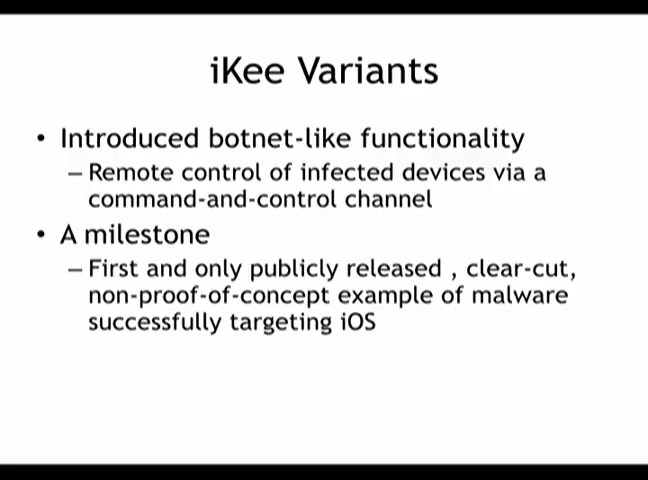 iKee Variants
• Introduced botnet-like functionality
– Remote control of infected devices via a
command-and-control channel
• A milestone
– First and only publicly released , clear-cut,
non-proof-of-concept example of malware
successfully targeting iOS